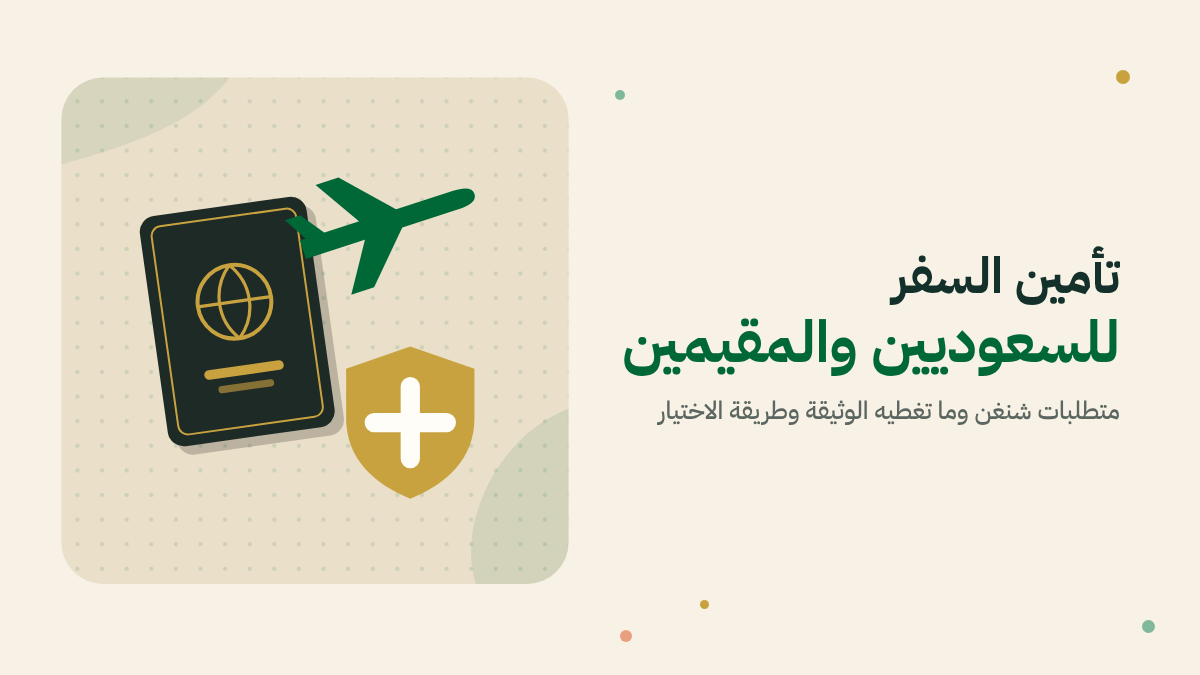 تأمين السفر
للسعوديين والمقيمين
متطلبات شنغن وما تغطيه الوثيقة وطريقة الاختيار